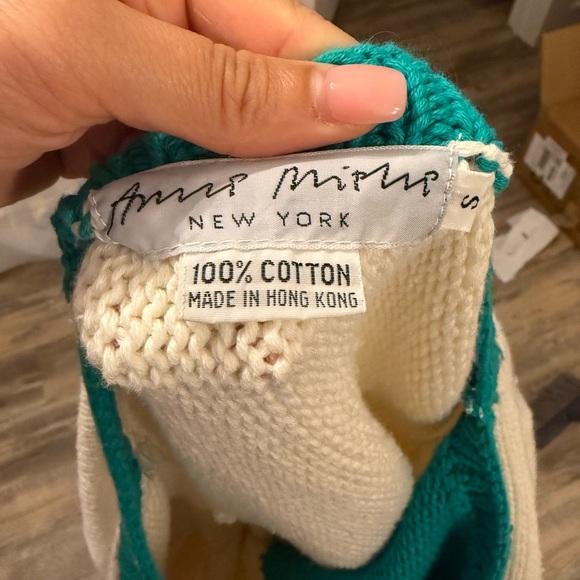 NEW YORK
S
100% COTTON
MADE IN HONG KONG